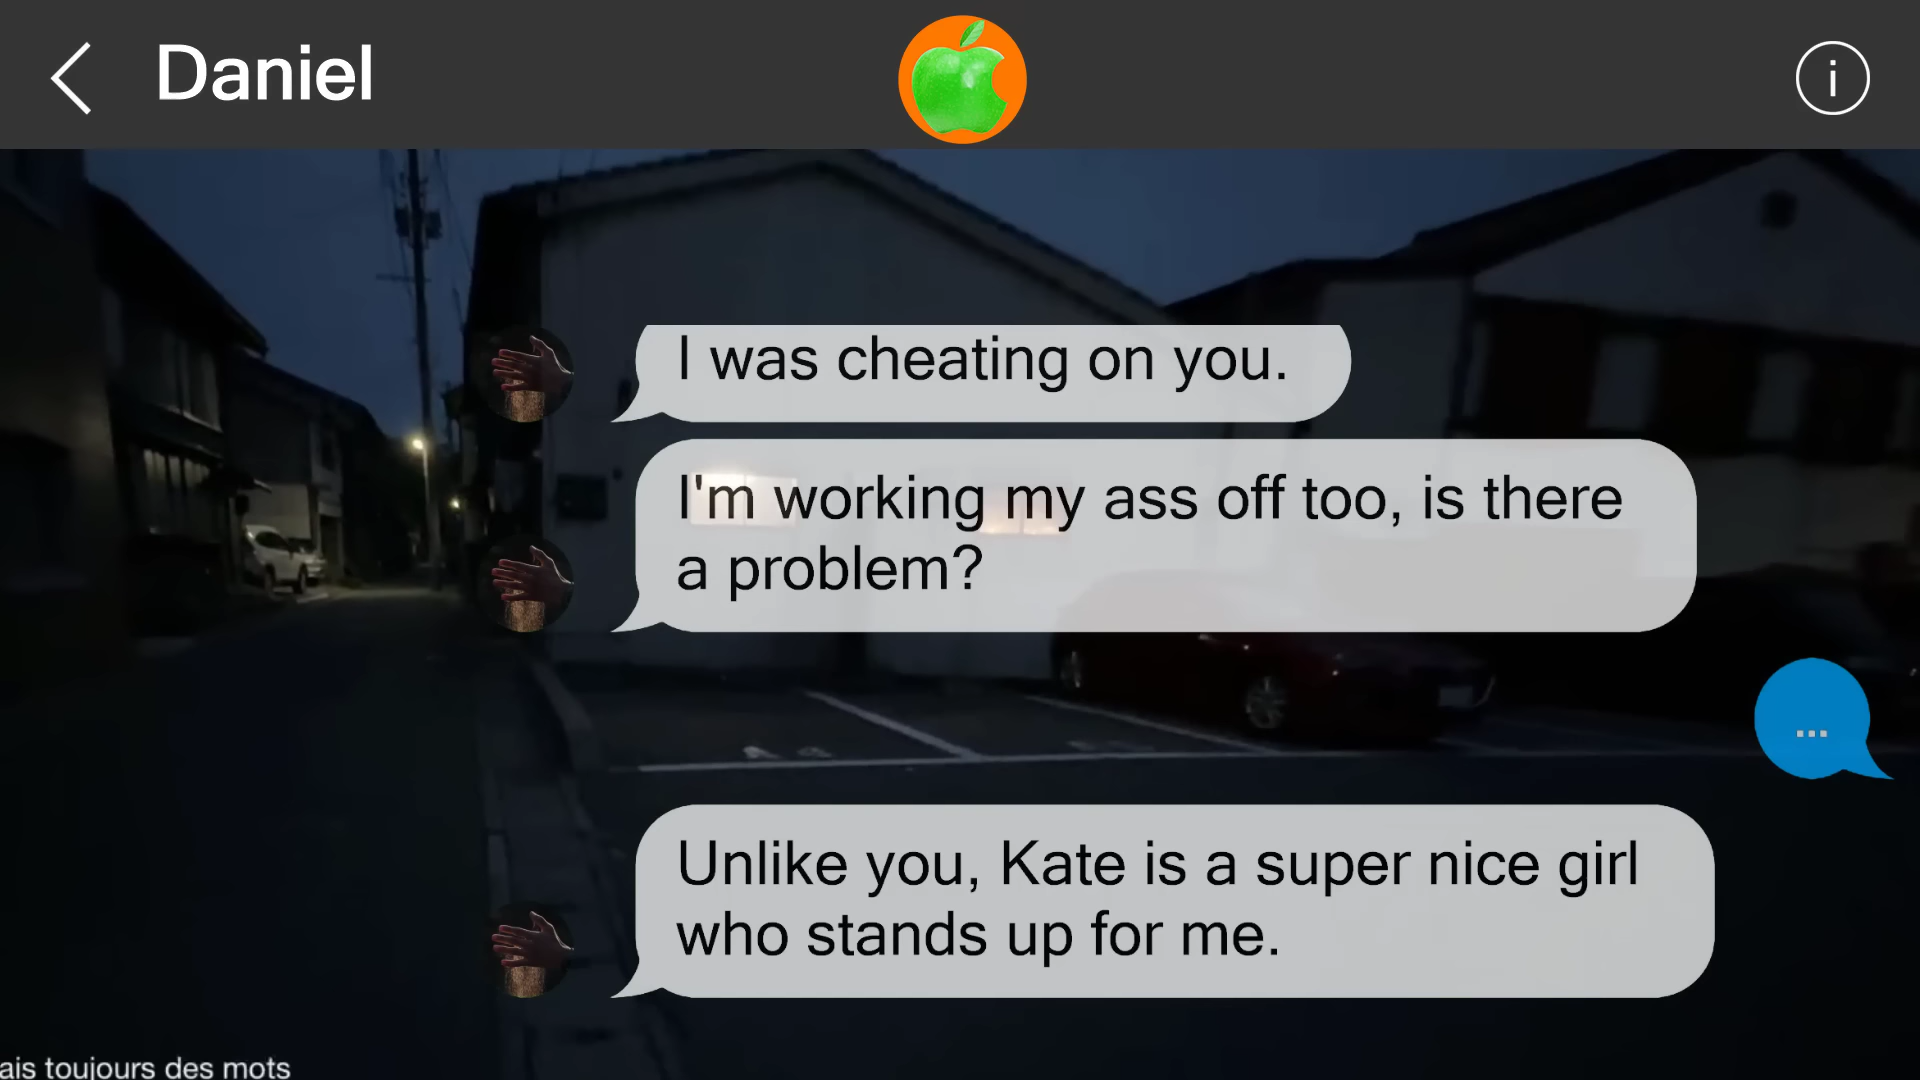 Daniel
I was cheating on you.
I'm working my ass off too, is there
a problem?
...
Unlike you, Kate is a super nice girl
who stands up for me.
ais toujours des mots